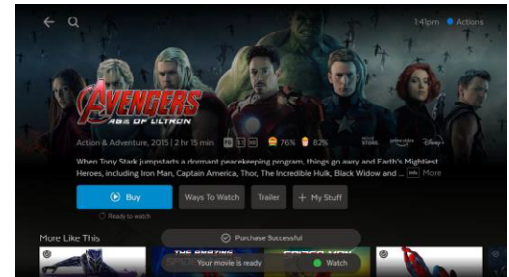 1:41pm Actions
AVENGERS
AGE OF ULTRON
Action & Adventure, 2015 | 2 hr 15 min 76% 82%
When Tony Stark jumpstarts a dormant peacekeeping program, things go awry and Earth's Mightiest
Heroes, including Iron Man, Captain America, Thor, The Incredible Hulk, Black Widow and ... More
Buy Ways To Watch Trailer + My Stuff
Ready to watch
Purchase Successful
More Like This
Your movie is ready Watch